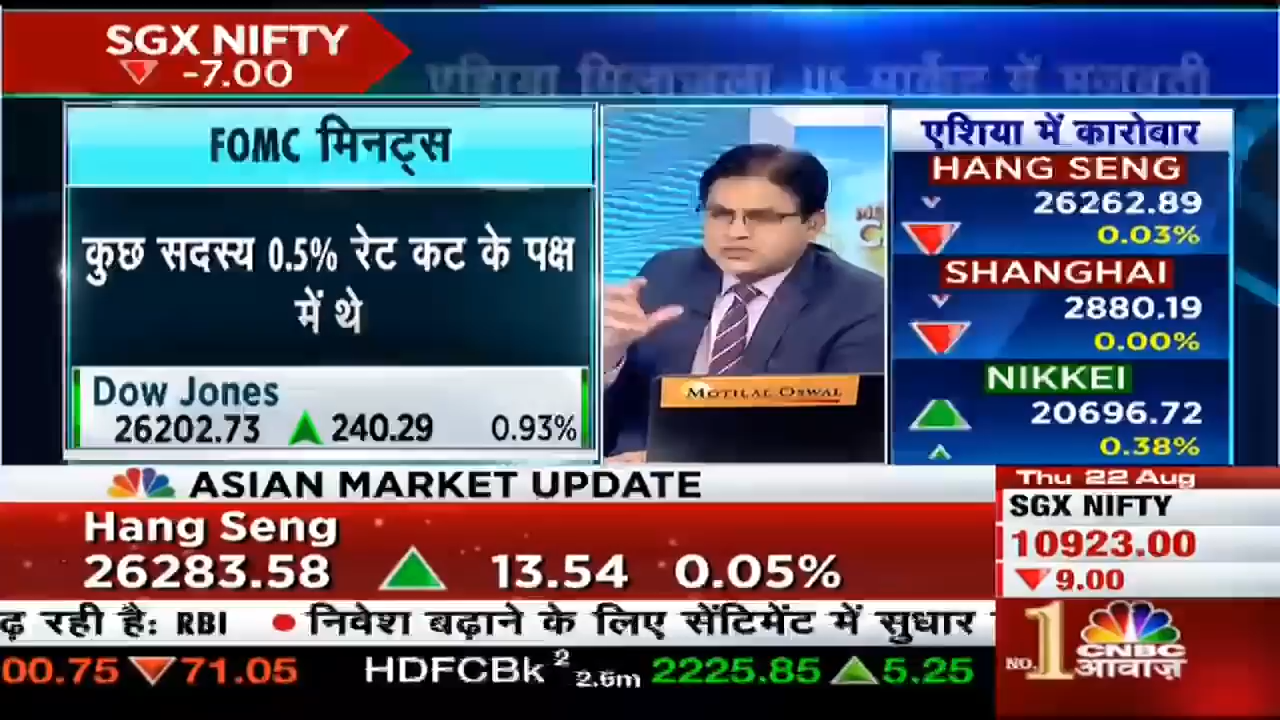 SGX NIFTY
-7.00
एशिया मिलाजुला, US मार्केट में मजबूती
FOMC मिनट्स
कुछ सदस्य 0.5% रेट कट के पक्ष
में थे
Dow Jones
26202.73 240.29 0.93%
MOTILAL OSWAL
एशिया में कारोबार
HANG SENG
26262.89
0.03%
SHANGHAI
2880.19
0.00%
NIKKEI
20696.72
0.38%
ASIAN MARKET UPDATE
Hang Seng
26283.58 13.54 0.05%
Thu 22 Aug
SGX NIFTY
10923.00
9.00
ढ़ रही है: RBI • निवेश बढ़ाने के लिए सेंटिमेंट में सुधार
00.75 71.05 HDFCBk 2 2.6m 2225.85 5.25
NO. 1 CNBC
आवाज़